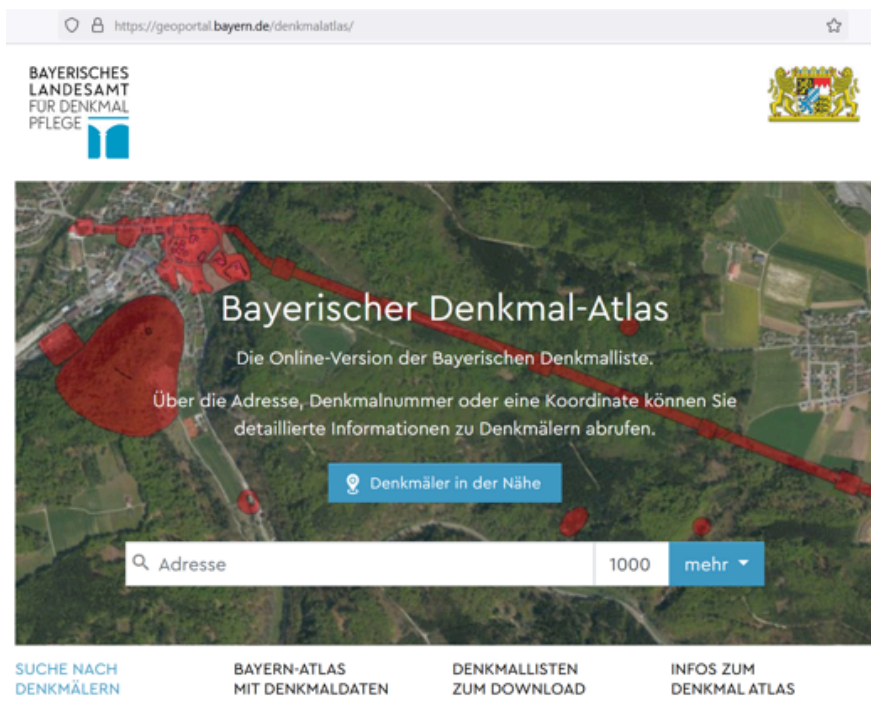 https://geoportal.bayern.de/denkmalatlas/
BAYERISCHES
LANDESAMT
FÜR DENKMAL
PFLEGE
Bayerischer Denkmal-Atlas
Die Online-Version der Bayerischen Denkmalliste.
Über die Adresse, Denkmalnummer oder eine Koordinate können Sie
detaillierte Informationen zu Denkmälern abrufen.
Denkmäler in der Nähe
Adresse 1000 mehr
SUCHE NACH
DENKMÄLERN
BAYERN-ATLAS
MIT DENKMALDATEN
DENKMALLISTEN
ZUM DOWNLOAD
INFOS ZUM
DENKMAL ATLAS